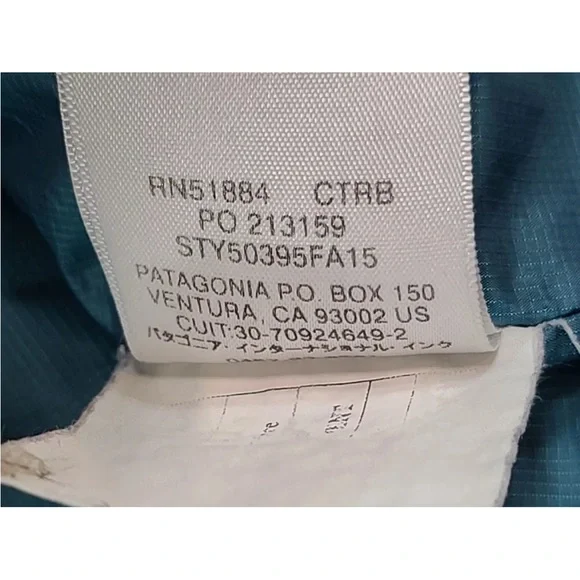 RN51884 CTRB
PO 213159
STY50395FA15
PATAGONIA P.O. BOX 150
VENTURA, CA 93002 US
CUIT:30-70924649-2
パタゴニア・インターナショナル・インク